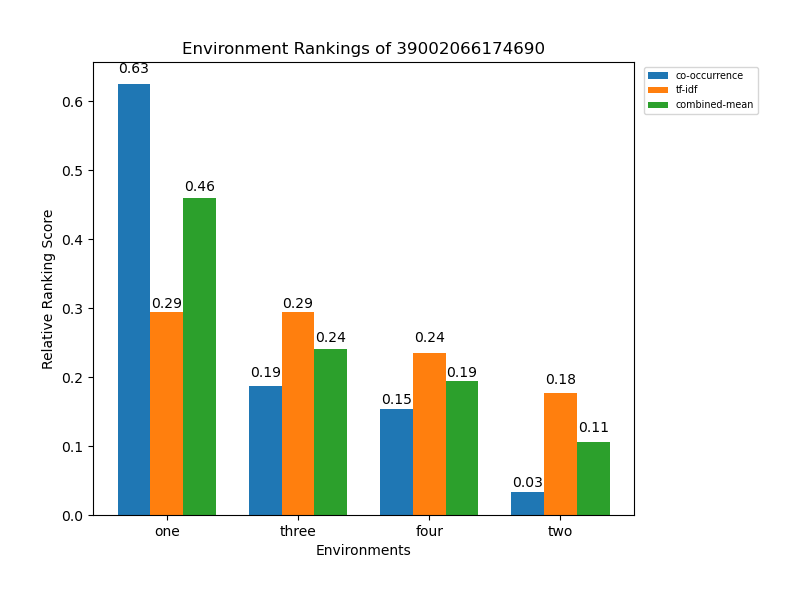 Environment Rankings of 39002066174690
co-occurrence
tf-idf
combined-mean
Relative Ranking Score
0.6
0.5
0.4
0.3
0.2
0.1
0.0
0.63
0.29
0.46
0.19
0.29
0.24
0.15
0.24
0.19
0.03
0.18
0.11
one three four two
Environments